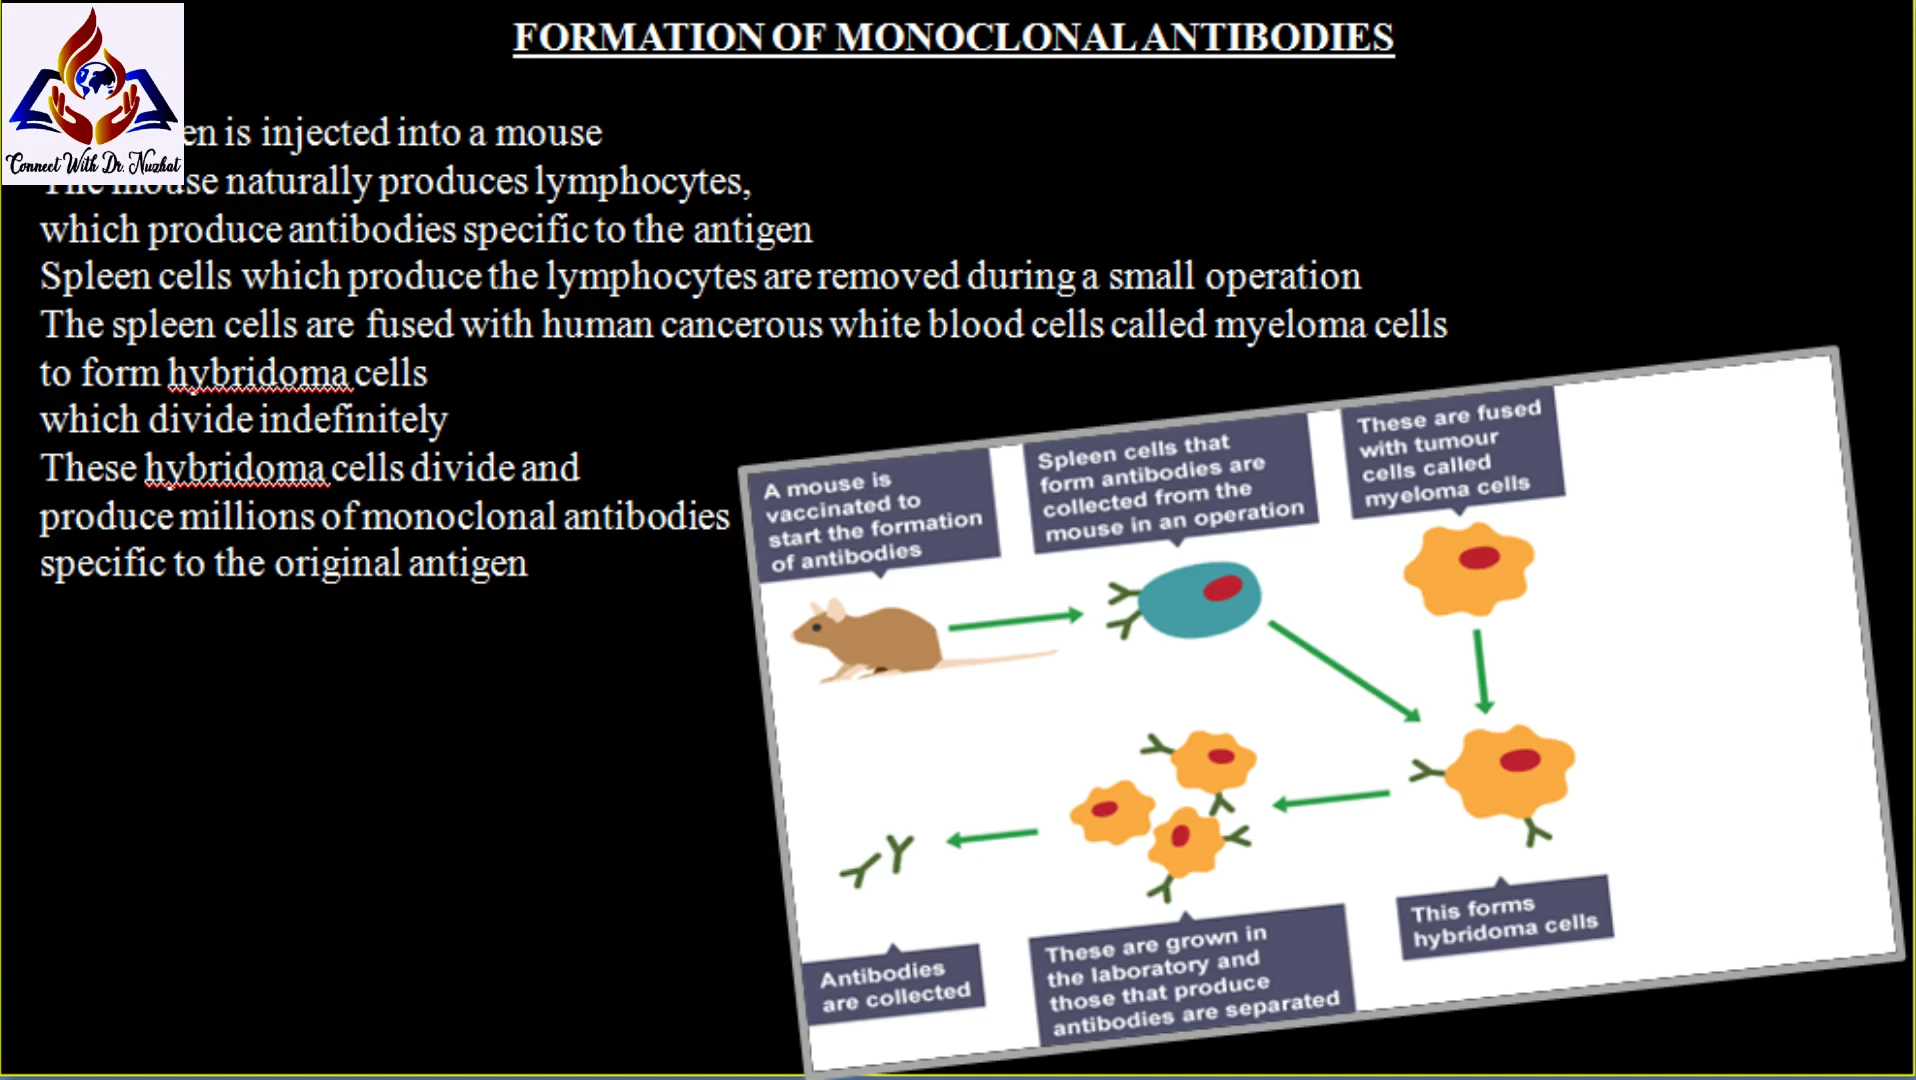 FORMATION OF MONOCLONAL ANTIBODIES
Connect With Dr. Nuzhat
is injected into a mouse
The mouse naturally produces lymphocytes,
which produce antibodies specific to the antigen
Spleen cells which produce the lymphocytes are removed during a small operation
The spleen cells are fused with human cancerous white blood cells called myeloma cells
to form hybridoma cells
which divide indefinitely
These hybridoma cells divide and
produce millions of monoclonal antibodies
specific to the original antigen
A mouse is
vaccinated to
start the formation
of antibodies
Spleen cells that
form antibodies are
collected from the
mouse in an operation
These are fused
with tumour
cells called
myeloma cells
This forms
hybridoma cells
These are grown in
the laboratory and
those that produce
antibodies are separated
Antibodies
are collected